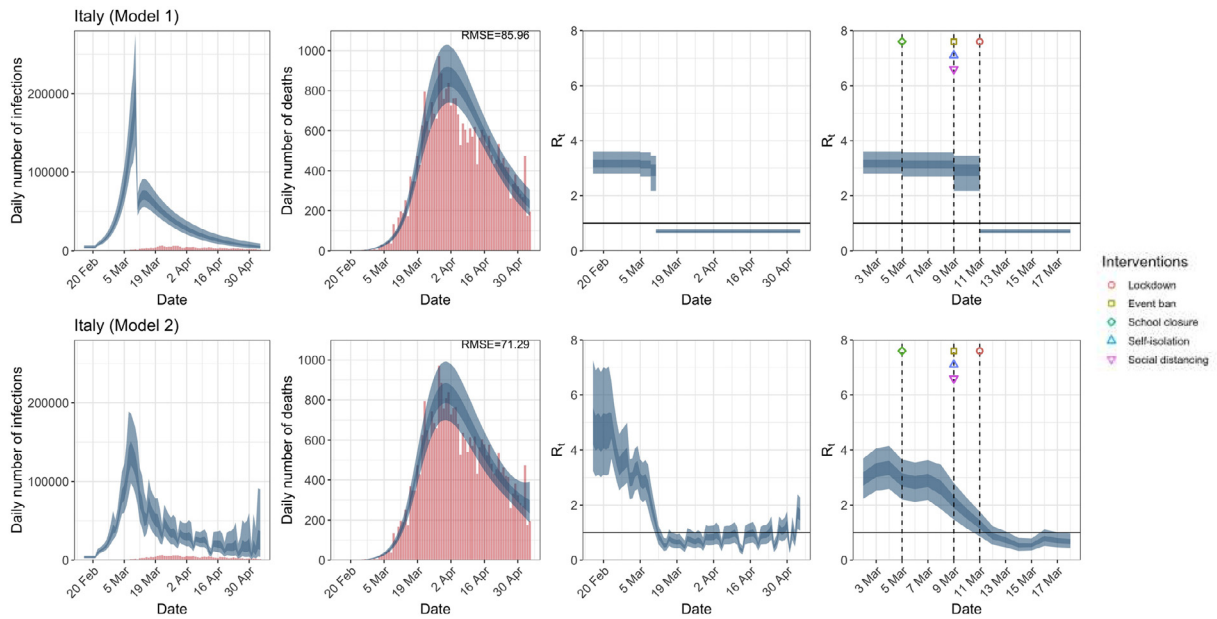 Italy (Model 1)
Daily number of infections
200000
100000
0
20 Feb
5 Mar
19 Mar
2 Apr
16 Apr
30 Apr
Date
Daily number of deaths
RMSE=85.96
1000
800
600
400
200
0
20 Feb
5 Mar
19 Mar
2 Apr
16 Apr
30 Apr
Date
Rt
8
6
4
2
0
20 Feb
5 Mar
19 Mar
2 Apr
16 Apr
30 Apr
Date
Rt
8
6
4
2
0
3 Mar
5 Mar
7 Mar
9 Mar
11 Mar
13 Mar
15 Mar
17 Mar
Date
Italy (Model 2)
Daily number of infections
200000
100000
0
20 Feb
5 Mar
19 Mar
2 Apr
16 Apr
30 Apr
Date
Daily number of deaths
RMSE=71.29
1000
800
600
400
200
0
20 Feb
5 Mar
19 Mar
2 Apr
16 Apr
30 Apr
Date
Rt
8
6
4
2
0
20 Feb
5 Mar
19 Mar
2 Apr
16 Apr
30 Apr
Date
Rt
8
6
4
2
0
3 Mar
5 Mar
7 Mar
9 Mar
11 Mar
13 Mar
15 Mar
17 Mar
Date
Interventions
Lockdown
Event ban
School closure
Self-isolation
Social distancing